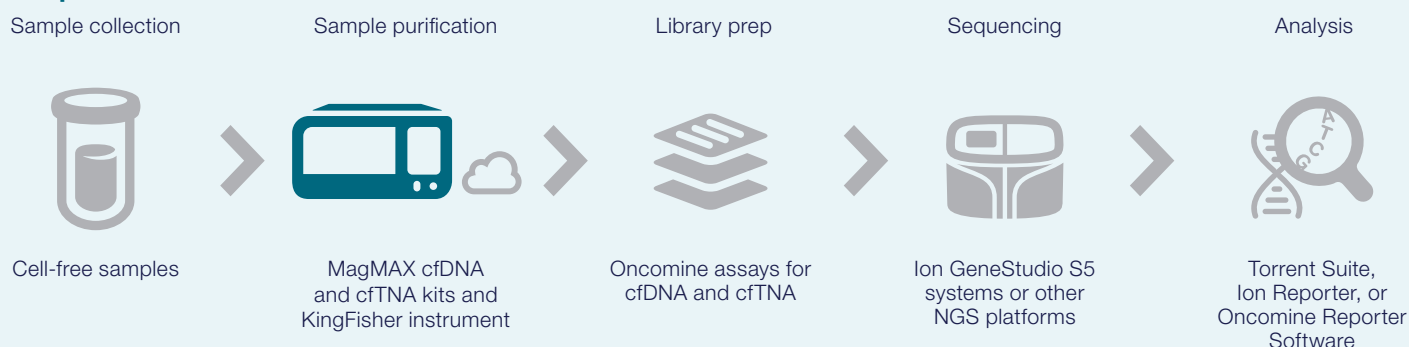 Sample collection
Sample purification
Library prep
Sequencing
Analysis
A
T
C
G
Cell-free samples
MagMAX cfDNA
and cfTNA kits and
KingFisher instrument
Oncomine assays for
cfDNA and cfTNA
Ion GeneStudio S5
systems or other
NGS platforms
Torrent Suite,
Ion Reporter, or
Oncomine Reporter
Software